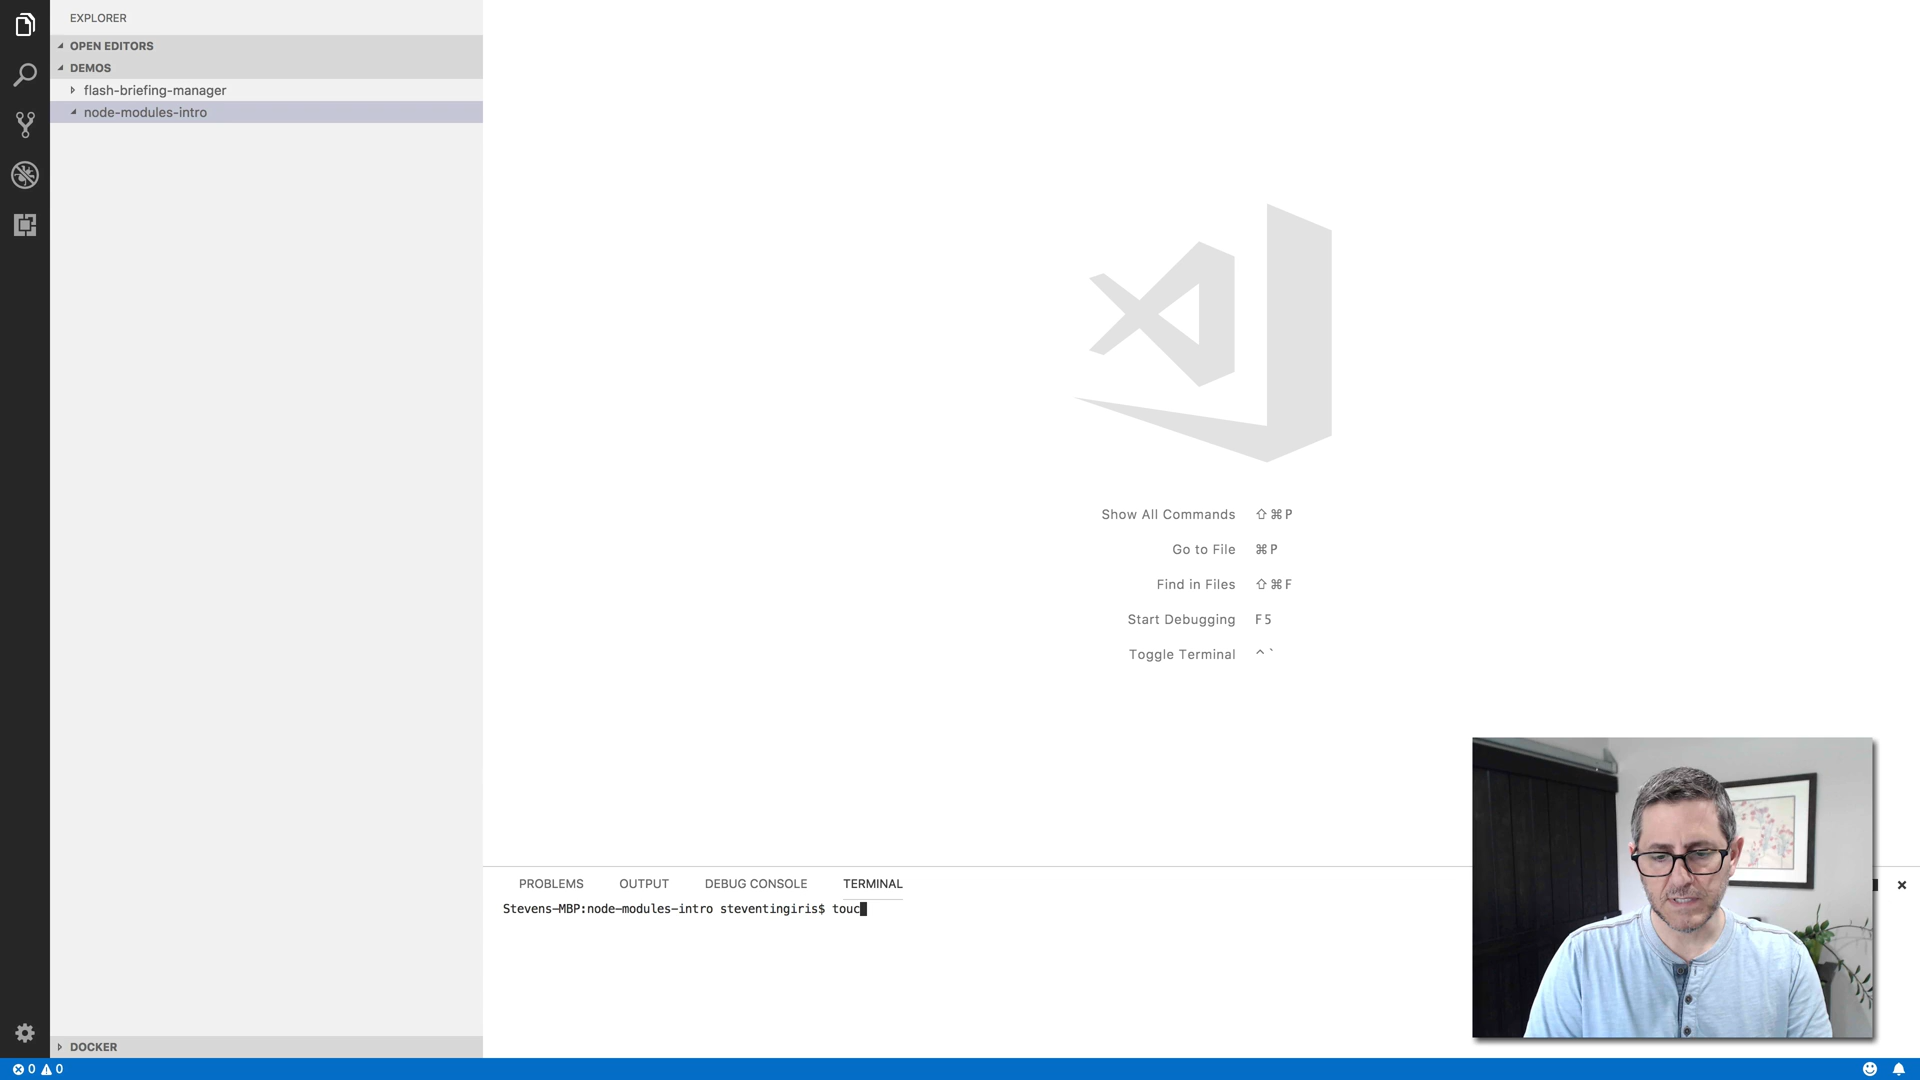 EXPLORER
OPEN EDITORS
DEMOS
flash-briefing-manager
node-modules-intro
Show All Commands ⇧⌘P
Go to File ⌘P
Find in Files ⇧⌘F
Start Debugging F5
Toggle Terminal ^`
PROBLEMS OUTPUT DEBUG CONSOLE TERMINAL
Stevens-MBP:node-modules-intro steventingiris$ touc
DOCKER
0 0